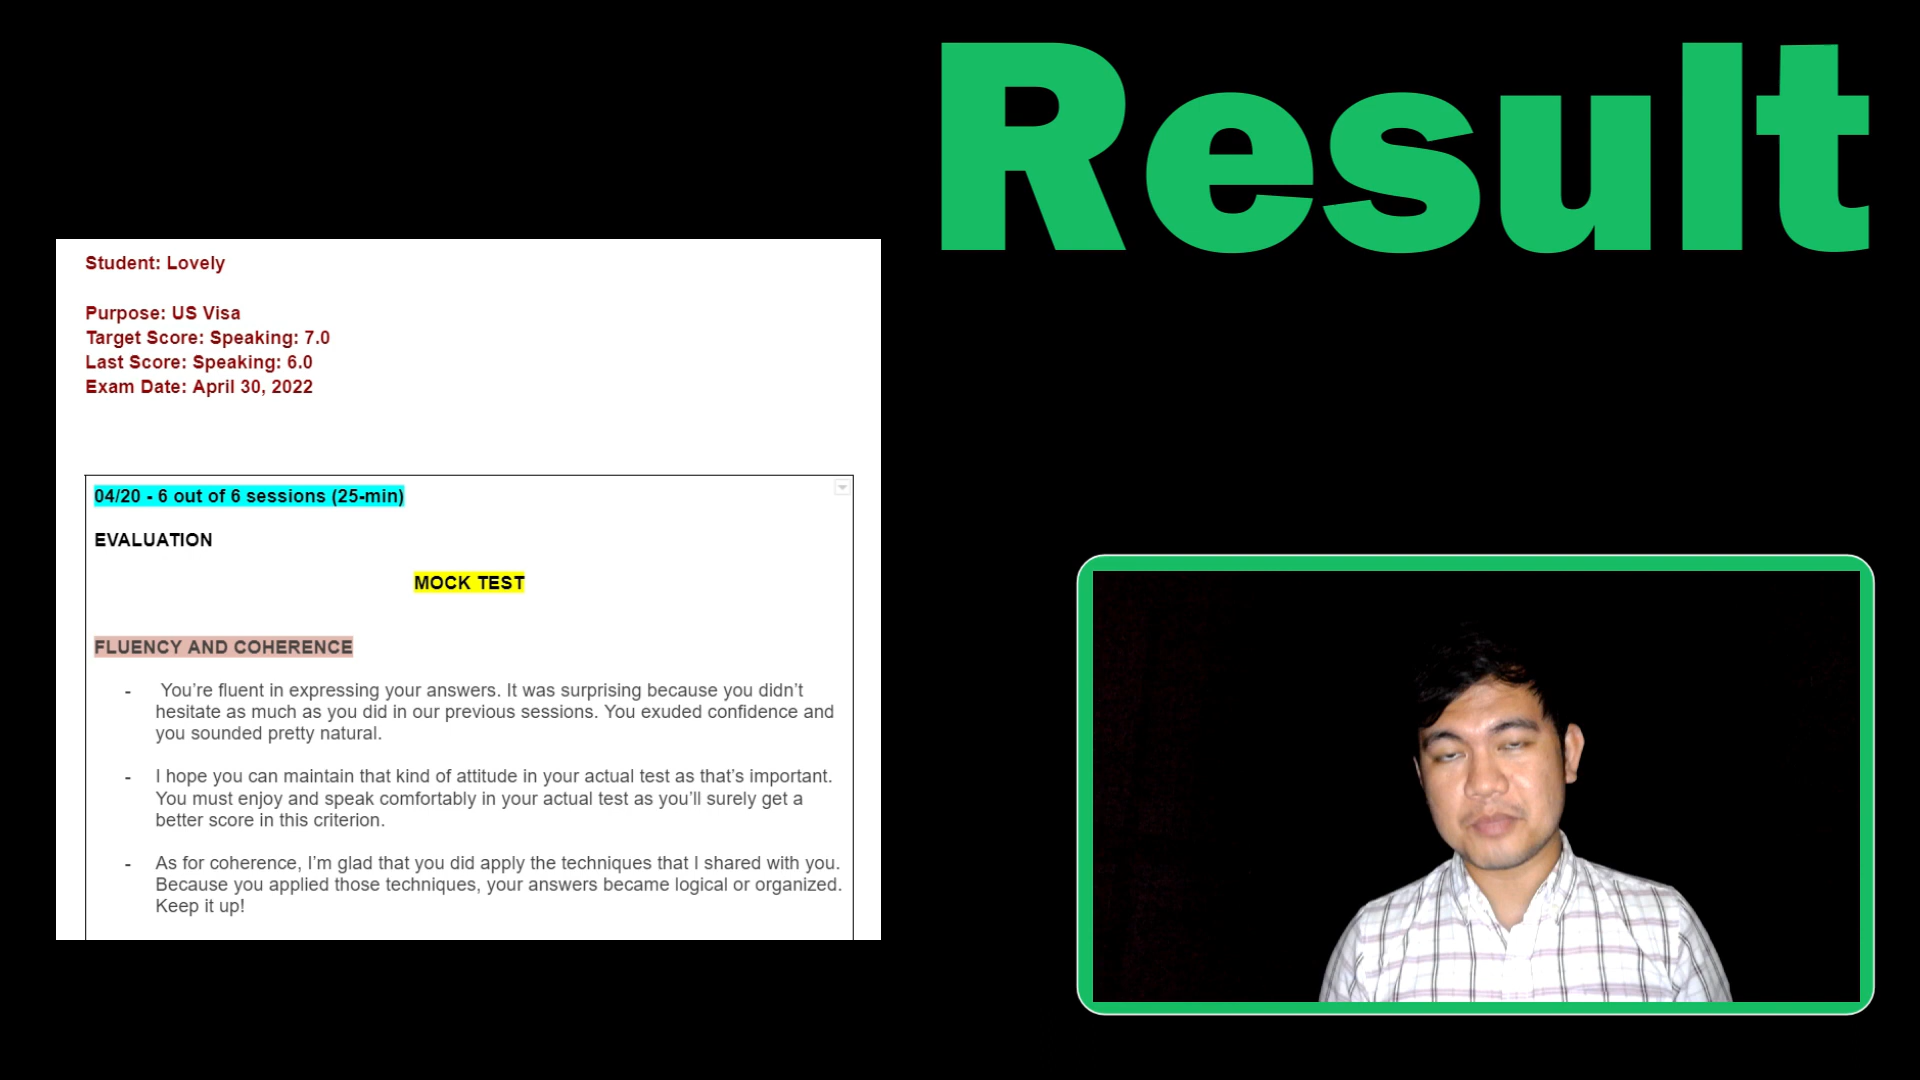 Result
Student: Lovely
Purpose: US Visa
Target Score: Speaking: 7.0
Last Score: Speaking: 6.0
Exam Date: April 30, 2022
04/20 - 6 out of 6 sessions (25-min)
EVALUATION
MOCK TEST
FLUENCY AND COHERENCE
- You’re fluent in expressing your answers. It was surprising because you didn’t
hesitate as much as you did in our previous sessions. You exuded confidence and
you sounded pretty natural.
- I hope you can maintain that kind of attitude in your actual test as that’s important.
You must enjoy and speak comfortably in your actual test as you’ll surely get a
better score in this criterion.
- As for coherence, I’m glad that you did apply the techniques that I shared with you.
Because you applied those techniques, your answers became logical or organized.
Keep it up!